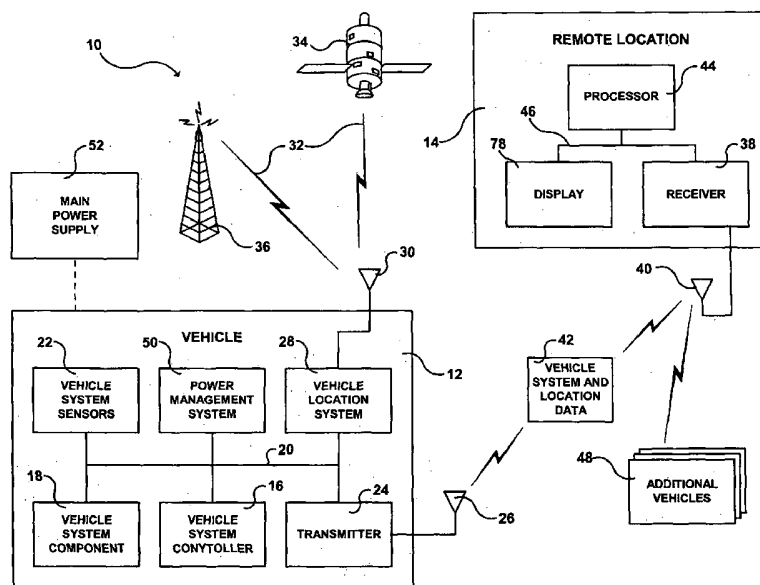 10
34
REMOTE LOCATION
44
PROCESSOR
46
52
32
14
78
38
MAIN
POWER
SUPPLY
DISPLAY
RECEIVER
36
30
40
VEHICLE
42
22
50
28
12
VEHICLE
SYSTEM
SENSORS
POWER
MANAGEMENT
SYSTEM
VEHICLE
LOCATION
SYSTEM
VEHICLE
SYSTEM AND
LOCATION
DATA
20
18
16
24
48
VEHICLE
SYSTEM
COMPONENT
VEHICLE
SYSTEM
CONYTOLLER
TRANSMITTER
26
ADDITIONAL
VEHICLES